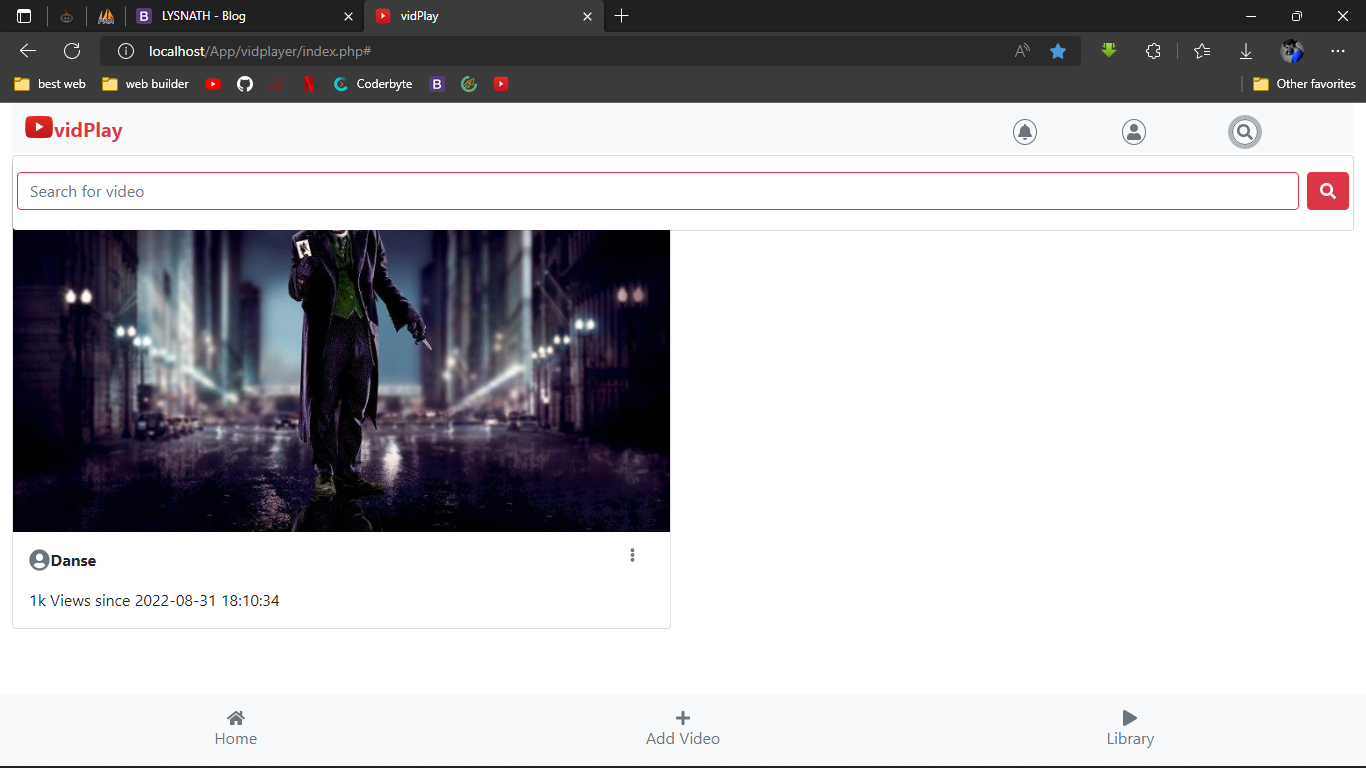 LYSNATH - Blog
vidPlay
localhost/App/vidplayer/index.php#
best web
web builder
Coderbyte
B
Other favorites
vidPlay
Search for video
Danse
1k Views since 2022-08-31 18:10:34
Home
Add Video
Library